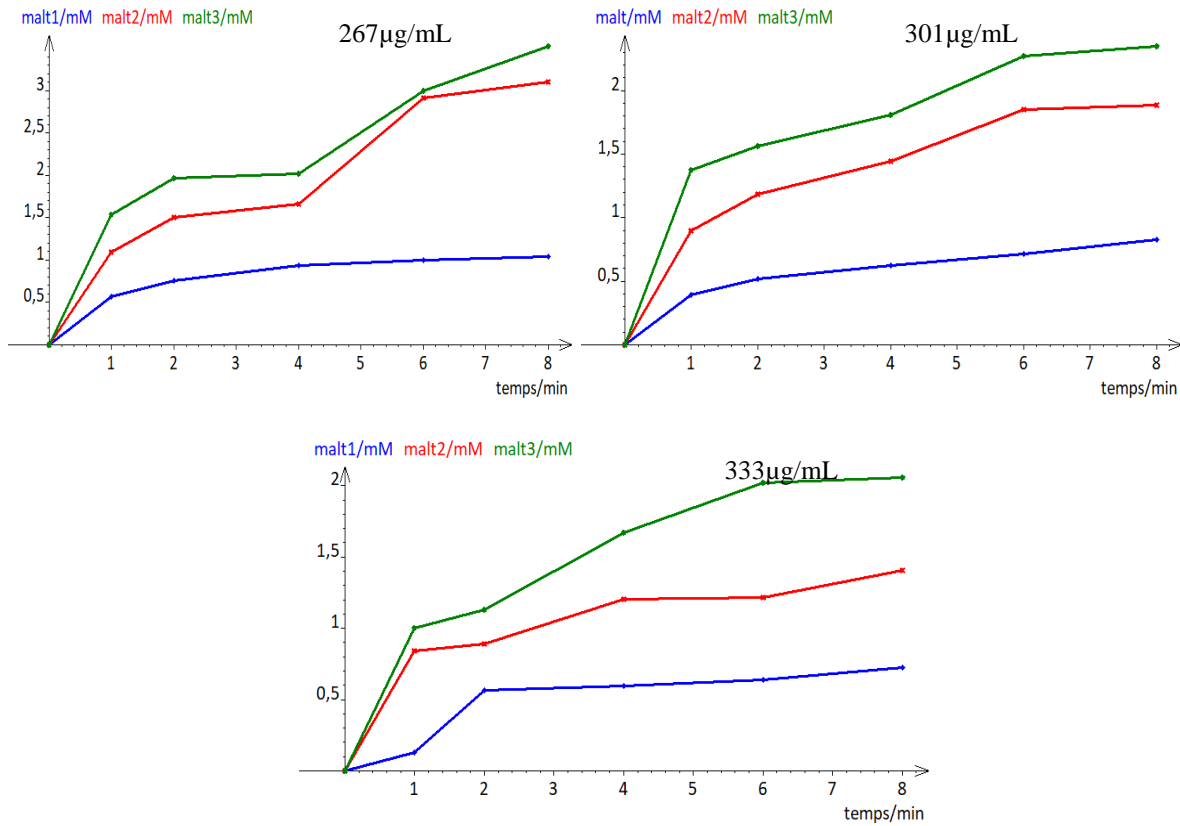 malt1/mM malt2/mM malt3/mM
267µg/mL
3
2,5
2
1,5
1
0,5
1 2 3 4 5 6 7 8
temps/min
malt/mM malt2/mM malt3/mM
301µg/mL
2
1,5
1
0,5
1 2 3 4 5 6 7 8
temps/min
malt1/mM malt2/mM malt3/mM
333µg/mL
2
1,5
1
0,5
1 2 3 4 5 6 7 8
temps/min